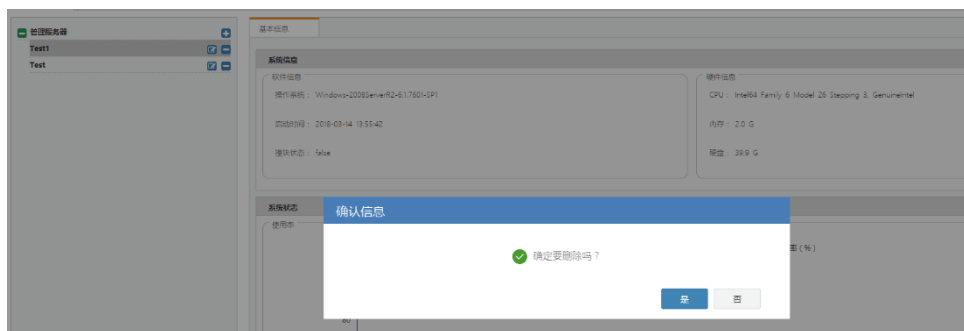 管理服务器
Test1
Test
基本信息
系统信息
软件信息
操作系统： Windows-2008ServerR2-6.1.7601-SP1
启动时间： 2018-03-14 13:55:42
模块状态： false
硬件信息
CPU： Intel64 Family 6 Model 26 Stepping 3, GenuineIntel
内存： 2.0 G
硬盘： 39.9 G
系统状态
使用率
确认信息
确定要删除吗？
是
否
图(%)
80